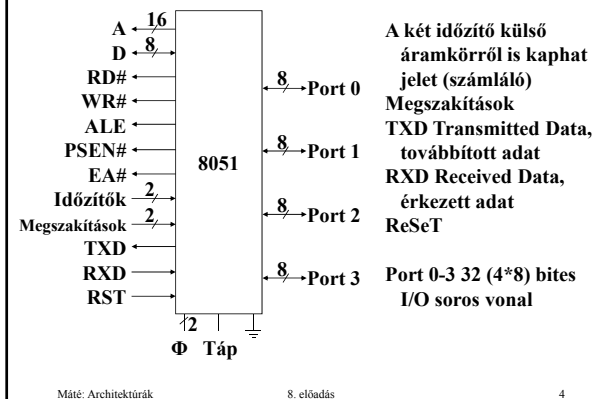 A 16
D 8
RD#
WR#
ALE
PSEN#
EA#
Időzítők 2
Megszakítások 2
TXD
RXD
RST
8051
8 Port 0
8 Port 1
8 Port 2
8 Port 3
2
Φ Táp
A két időzítő külső
áramkörről is kaphat
jelet (számláló)
Megszakítások
TXD Transmitted Data,
továbbított adat
RXD Received Data,
érkezett adat
ReSeT
Port 0-3 32 (4*8) bites
I/O soros vonal
Máté: Architektúrák 8. előadás 4